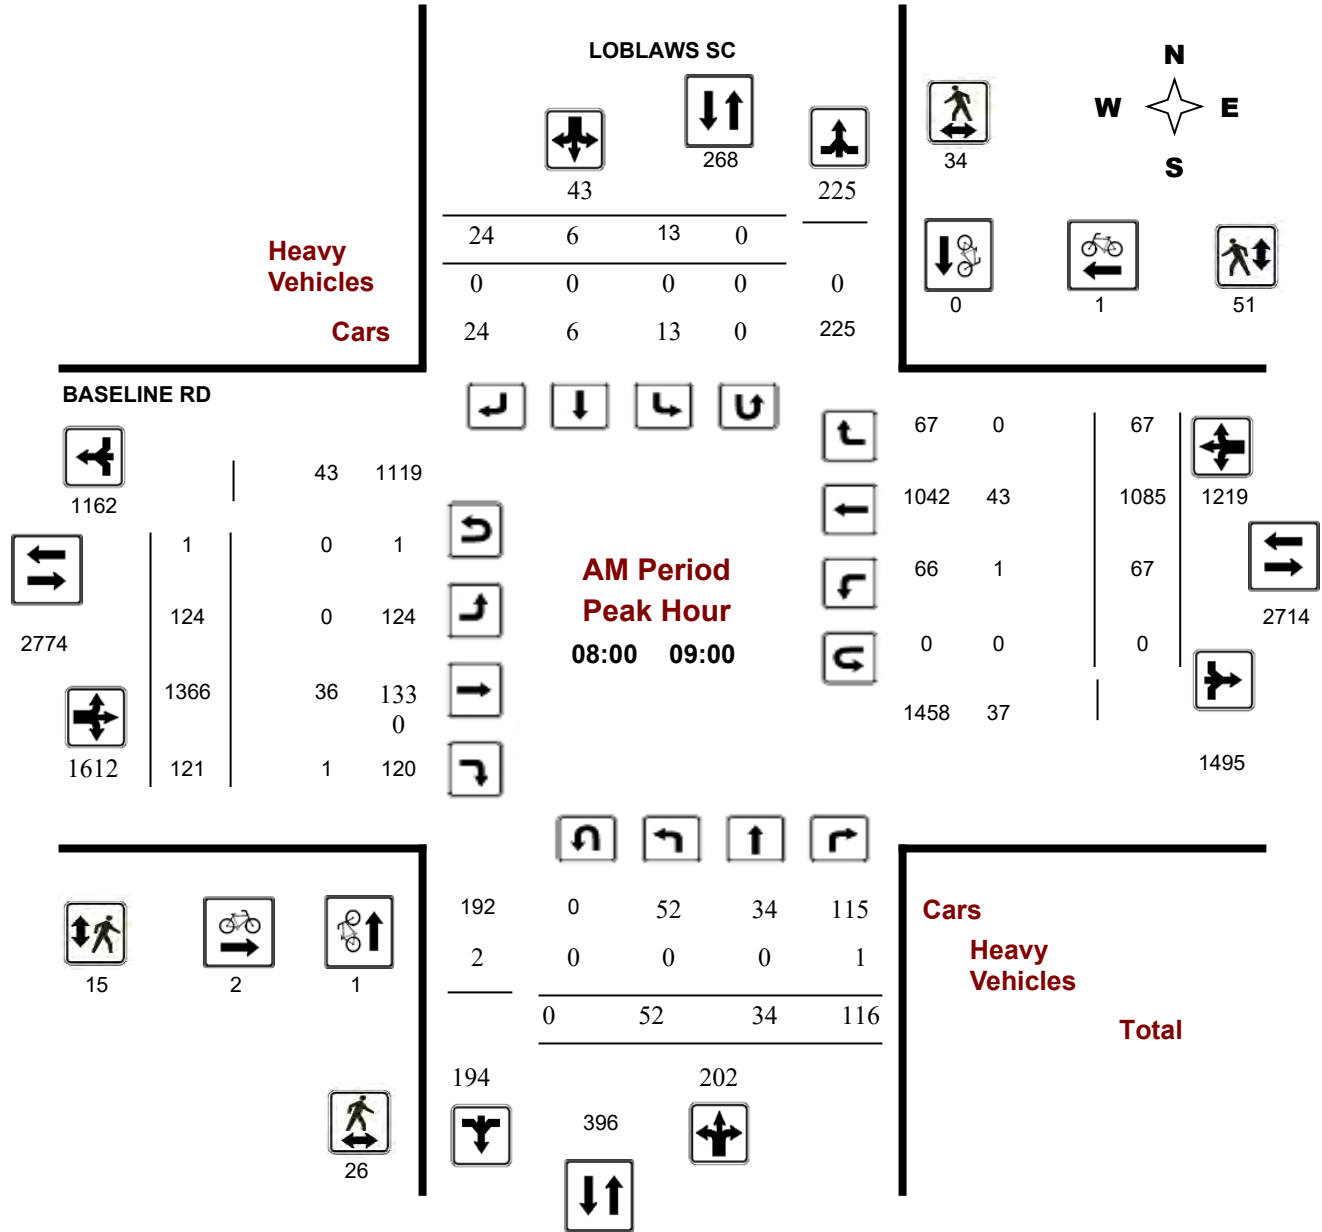 LOBLAWS SC
N
W E
S
268
34
43
225
24 6 13 0
Heavy
Vehicles
0 0 0 0 0
0 1 51
Cars
24 6 13 0 225
BASELINE RD
67 0 67
43 1119
1162
1042 43 1085 1219
1 0 1
AM Period
Peak Hour
08:00 09:00
66 1 67
124 0 124
2714
2774
0 0 0
1366 36 133
0
1458 37
1612 121 1 120
1495
192 0 52 34 115
Cars
2 0 0 0 1
Heavy
Vehicles
15 2 1
0 52 34 116
Total
194 202
396
26